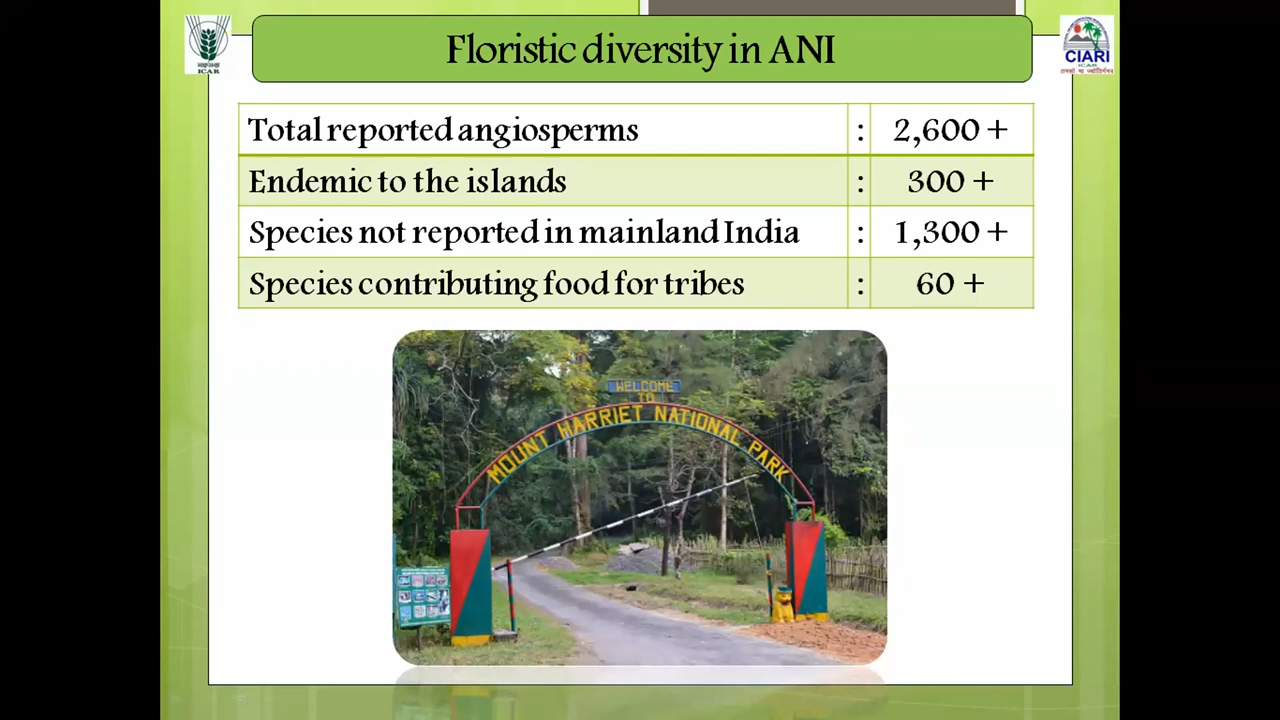 Floristic diversity in ANI
ICAR
CIARI
ICAR
Total reported angiosperms : 2,600 +
Endemic to the islands : 300 +
Species not reported in mainland India : 1,300 +
Species contributing food for tribes : 60 +
WELCOME
TO
MOUNT HARRIET NATIONAL PARK